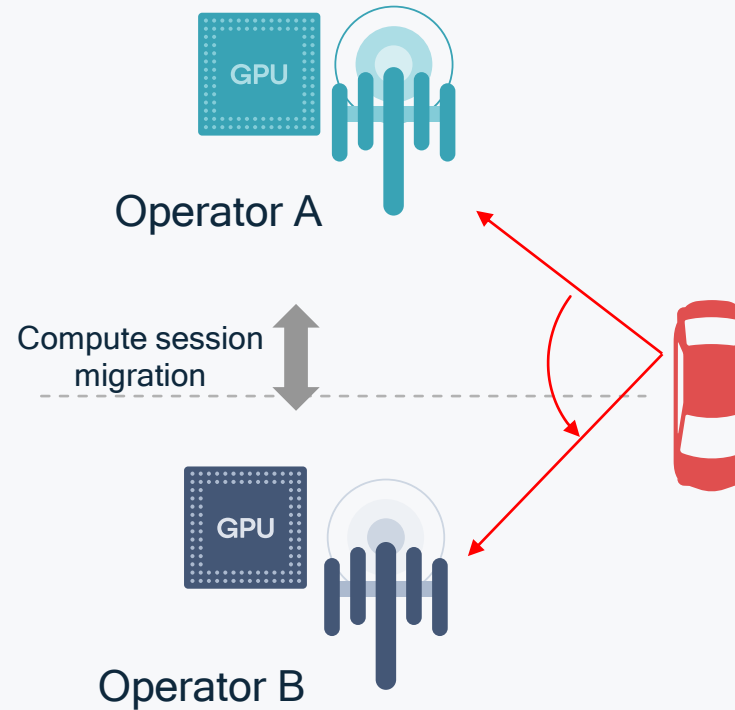 GPU
Operator A
Compute session
migration
GPU
Operator B